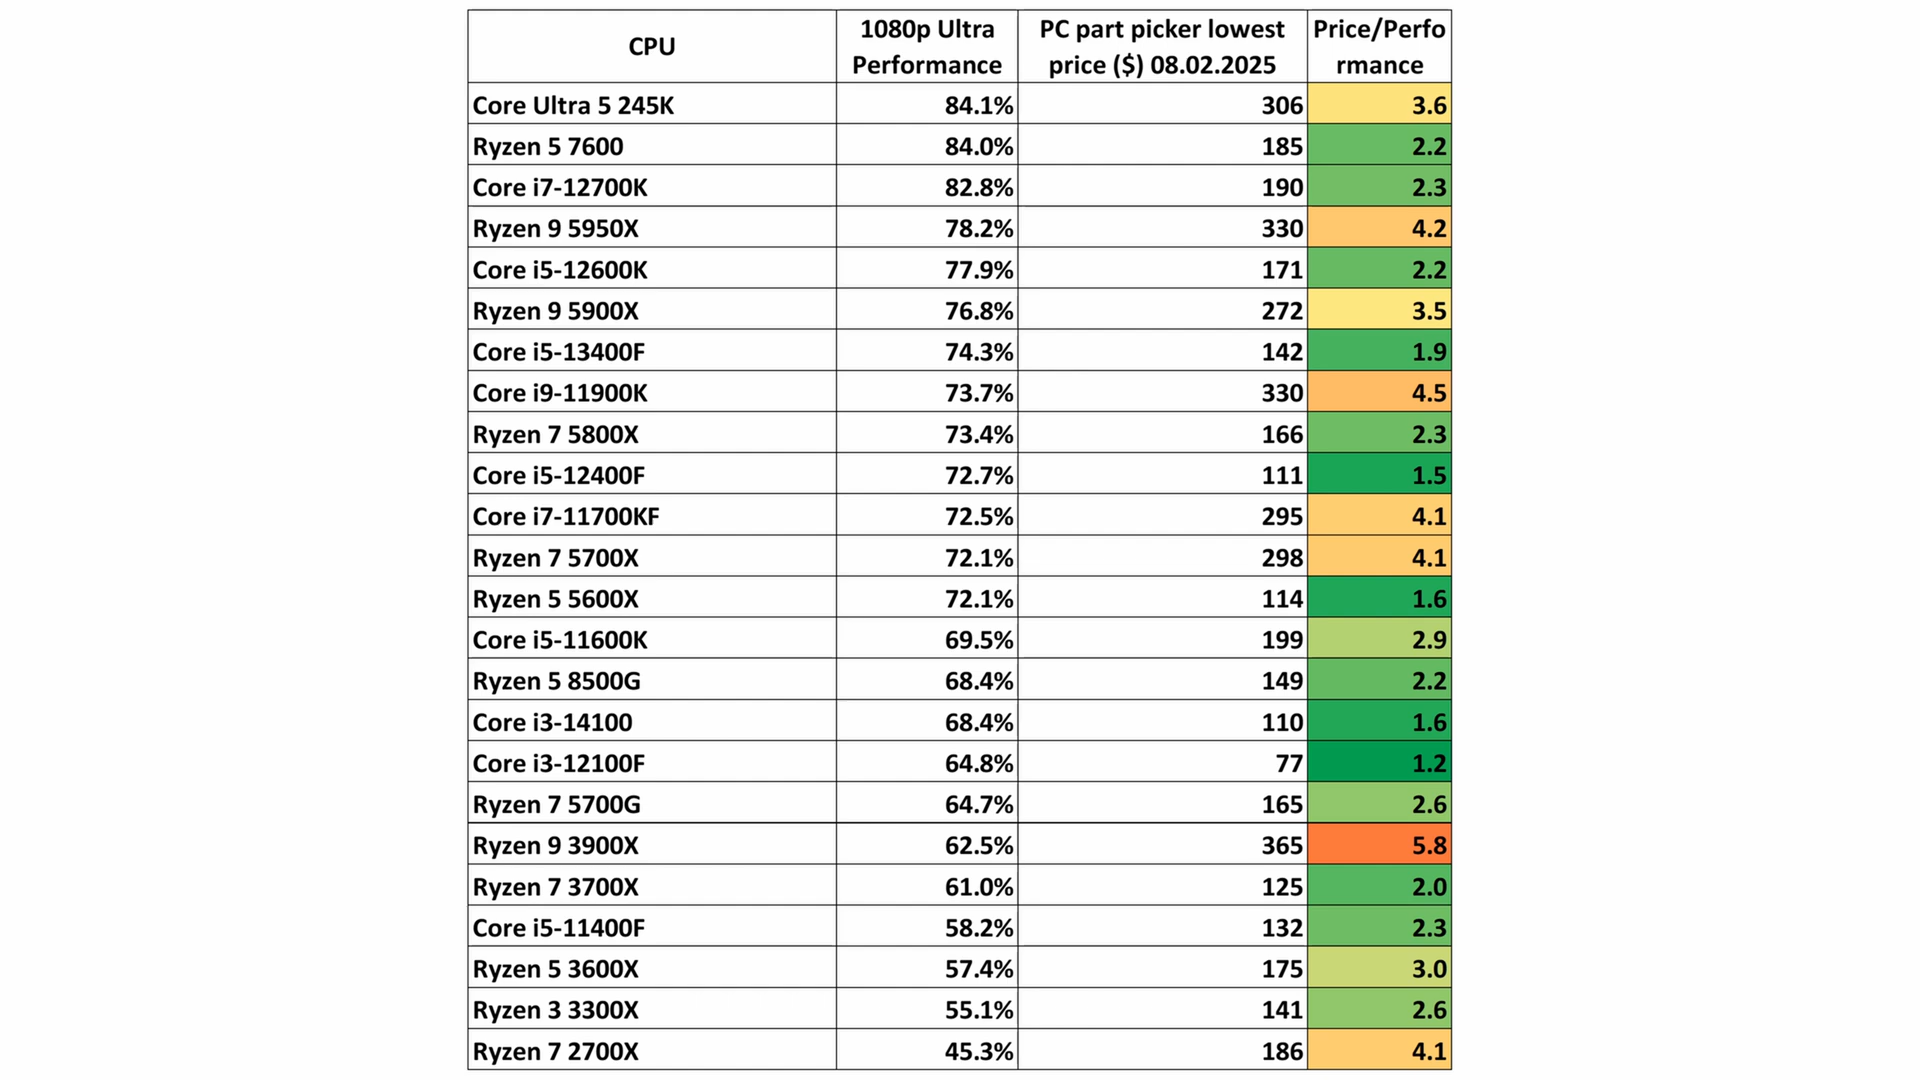 CPU 1080p Ultra Performance PC part picker lowest price ($) 08.02.2025 Price/Perfo rmance
Core Ultra 5 245K 84.1% 306 3.6
Ryzen 5 7600 84.0% 185 2.2
Core i7-12700K 82.8% 190 2.3
Ryzen 9 5950X 78.2% 330 4.2
Core i5-12600K 77.9% 171 2.2
Ryzen 9 5900X 76.8% 272 3.5
Core i5-13400F 74.3% 142 1.9
Core i9-11900K 73.7% 330 4.5
Ryzen 7 5800X 73.4% 166 2.3
Core i5-12400F 72.7% 111 1.5
Core i7-11700KF 72.5% 295 4.1
Ryzen 7 5700X 72.1% 298 4.1
Ryzen 5 5600X 72.1% 114 1.6
Core i5-11600K 69.5% 199 2.9
Ryzen 5 8500G 68.4% 149 2.2
Core i3-14100 68.4% 110 1.6
Core i3-12100F 64.8% 77 1.2
Ryzen 7 5700G 64.7% 165 2.6
Ryzen 9 3900X 62.5% 365 5.8
Ryzen 7 3700X 61.0% 125 2.0
Core i5-11400F 58.2% 132 2.3
Ryzen 5 3600X 57.4% 175 3.0
Ryzen 3 3300X 55.1% 141 2.6
Ryzen 7 2700X 45.3% 186 4.1